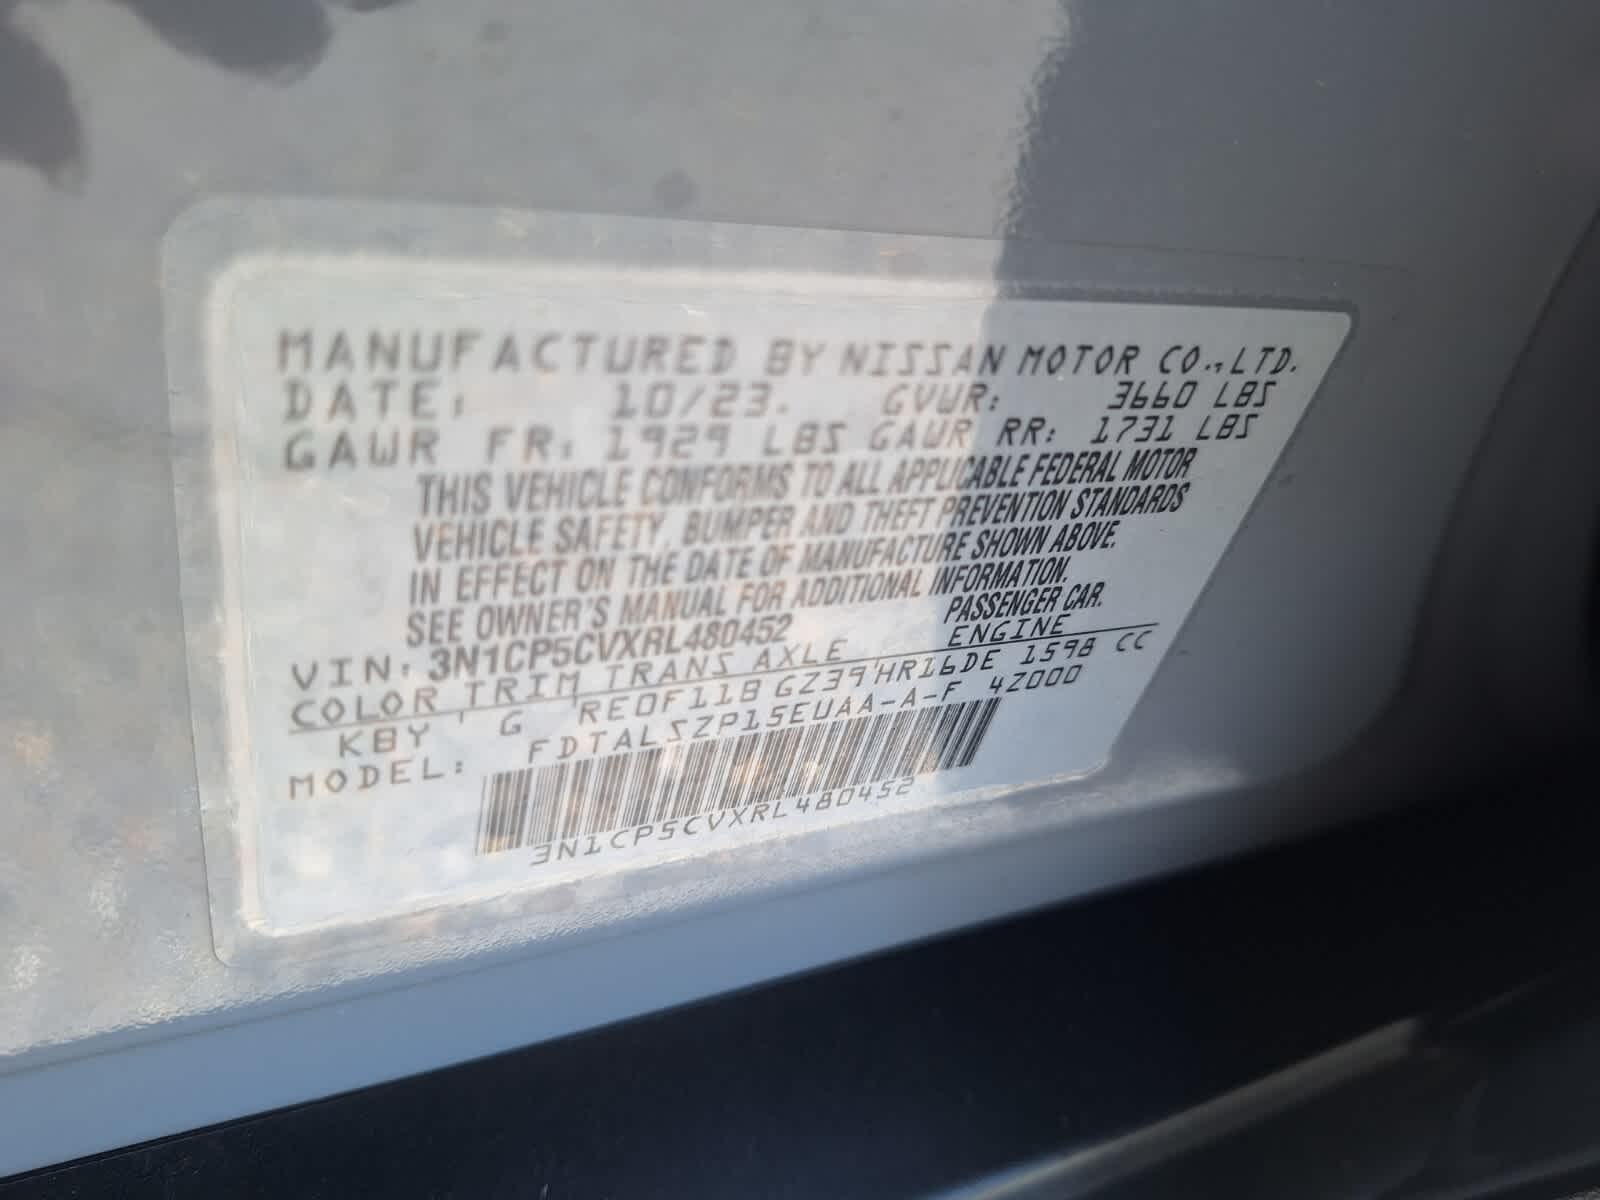 MANUFACTURED BY NISSAN MOTOR CO., LTD.
DATE: 10/23. GVWR: 3660 LBS
GAWR FR: 1929 LBS GAWR RR: 1731 LBS
THIS VEHICLE CONFORMS TO ALL APPLICABLE FEDERAL MOTOR
VEHICLE SAFETY, BUMPER AND THEFT PREVENTION STANDARDS
IN EFFECT ON THE DATE OF MANUFACTURE SHOWN ABOVE.
SEE OWNER'S MANUAL FOR ADDITIONAL INFORMATION.
VIN: 3N1CP5CVXRL480452 PASSENGER CAR.
COLOR TRIM TRANS AXLE ENGINE
KBY G RE0F11B GZ39 HR16DE 1598 CC
MODEL: FDTALSZP15EUAA-A-F 4Z000
3N1CP5CVXRL480452